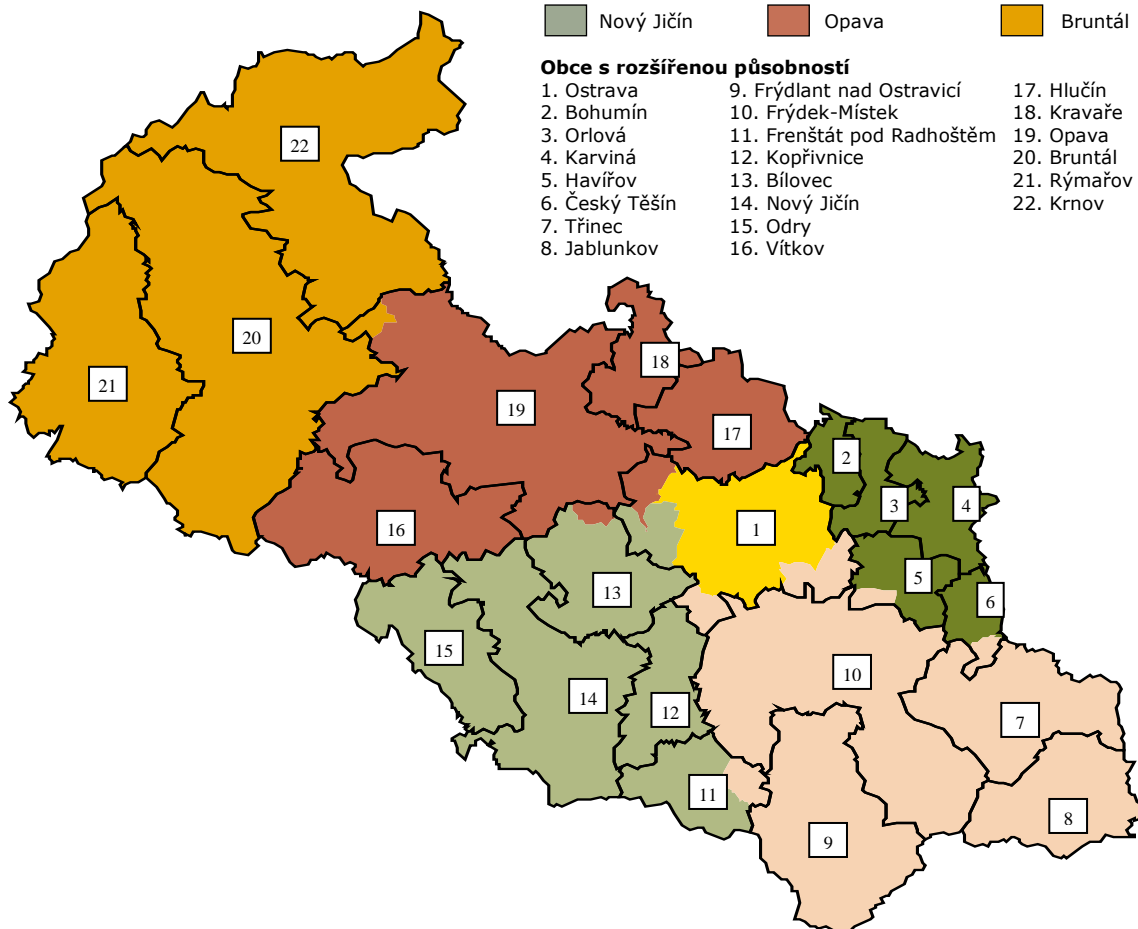 Nový Jičín
Opava
Bruntál
Obce s rozšířenou působností
1. Ostrava
2. Bohumín
3. Orlová
4. Karviná
5. Havířov
6. Český Těšín
7. Třinec
8. Jablunkov
9. Frýdlant nad Ostravicí
10. Frýdek-Místek
11. Frenštát pod Radhoštěm
12. Kopřivnice
13. Bílovec
14. Nový Jičín
15. Odry
16. Vítkov
17. Hlučín
18. Kravaře
19. Opava
20. Bruntál
21. Rýmařov
22. Krnov
22
20
21
18
19
17
2
3
4
16
1
5
6
13
15
10
14
12
7
11
8
9